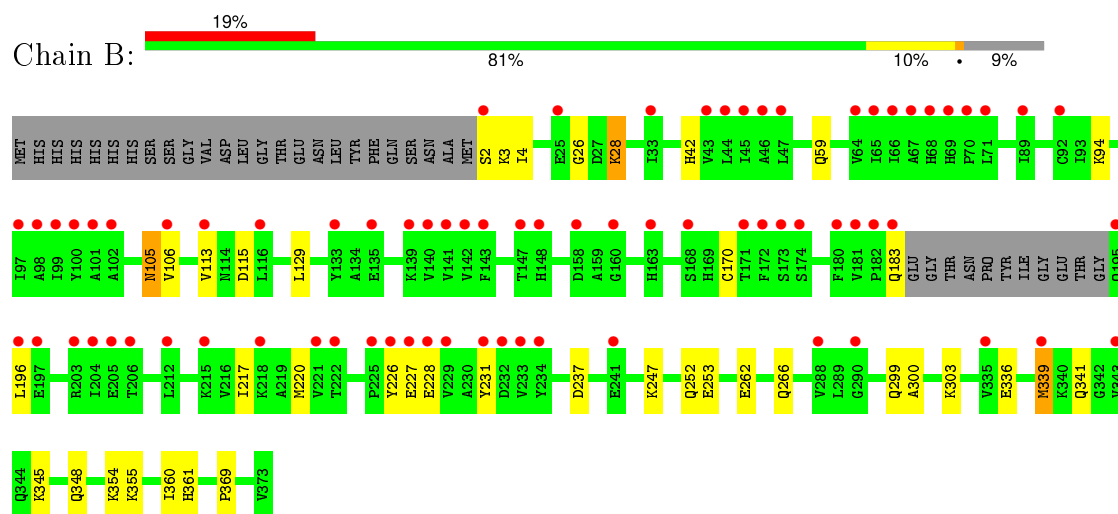 19%
Chain B:
81% 10% • 9%
MET HIS HIS HIS HIS HIS HIS SER SER GLY VAL ASP LEU GLY THR GLU ASN LEU TYR PHE GLN SER ASN ALA MET S2 K3 I4 E25 G26 D27 K28 I33 H42 V43 L44 I45 A46 L47 Q59 V64 I65 I66 A67 H68 H69 P70 L71 I89 C92 I93 K94
I97 A98 I99 Y100 A101 A102 N105 V106 V113 N114 D115 L116 L129 Y133 A134 E135 K139 V140 V141 V142 F143 T147 H148 D158 A159 G160 H163 S168 H169 C170 T171 F172 S173 S174 F180 V181 P182 Q183 GLU GLY THR ASN PRO TYR ILE GLY GLU THR GLY
L196 E197 R203 I204 E205 T206 L212 K215 V216 I217 K218 A219 M220 V221 T222 P225 Y226 E227 E228 V229 A230 Y231 D232 V233 Y234 D237 E241 K247 Q252 E253 E262 Q266 V288 L289 G290 Q299 A300 K303 V335 E336 M339 K340 Q341 G342
Q344 K345 Q348 K354 K355 I360 H361 P369 V373